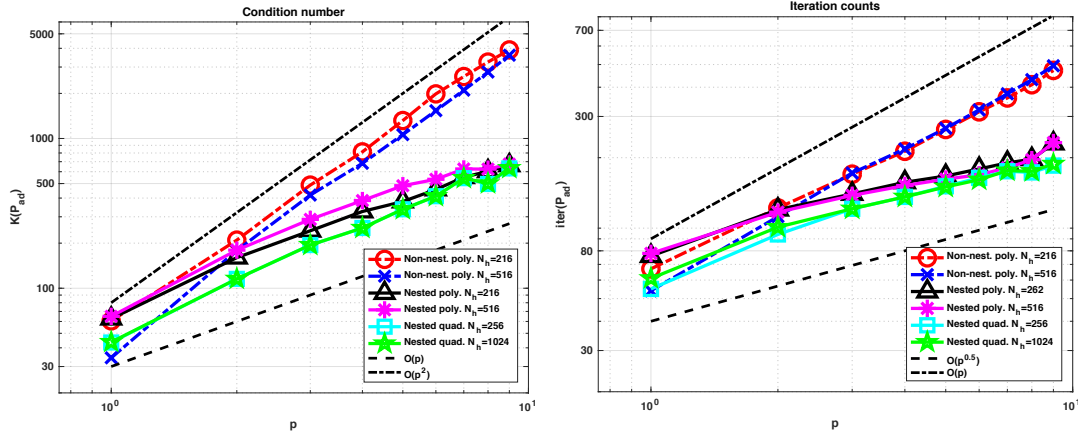 Condition number
K(P_ad)
5000
1000
500
100
30
10^0
10^1
p
Non-nest. poly. N_h=216
Non-nest. poly. N_h=516
Nested poly. N_h=216
Nested poly. N_h=516
Nested quad. N_h=256
Nested quad. N_h=1024
O(p)
O(p^2)
Iteration counts
iter(P_ad)
700
300
80
30
10^0
10^1
p
Non-nest. poly. N_h=216
Non-nest. poly. N_h=516
Nested poly. N_h=262
Nested poly. N_h=516
Nested quad. N_h=256
Nested quad. N_h=1024
O(p^0.5)
O(p)